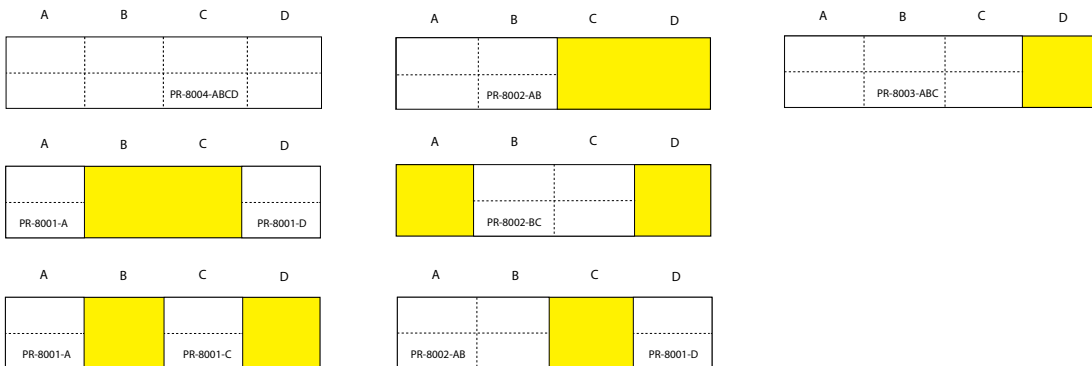 A B C D
PR-8004-ABCD
A B C D
PR-8002-AB
A B C D
PR-8003-ABC
A B C D
PR-8001-A PR-8001-D
A B C D
PR-8002-BC
A B C D
PR-8001-A PR-8001-C
A B C D
PR-8002-AB PR-8001-D